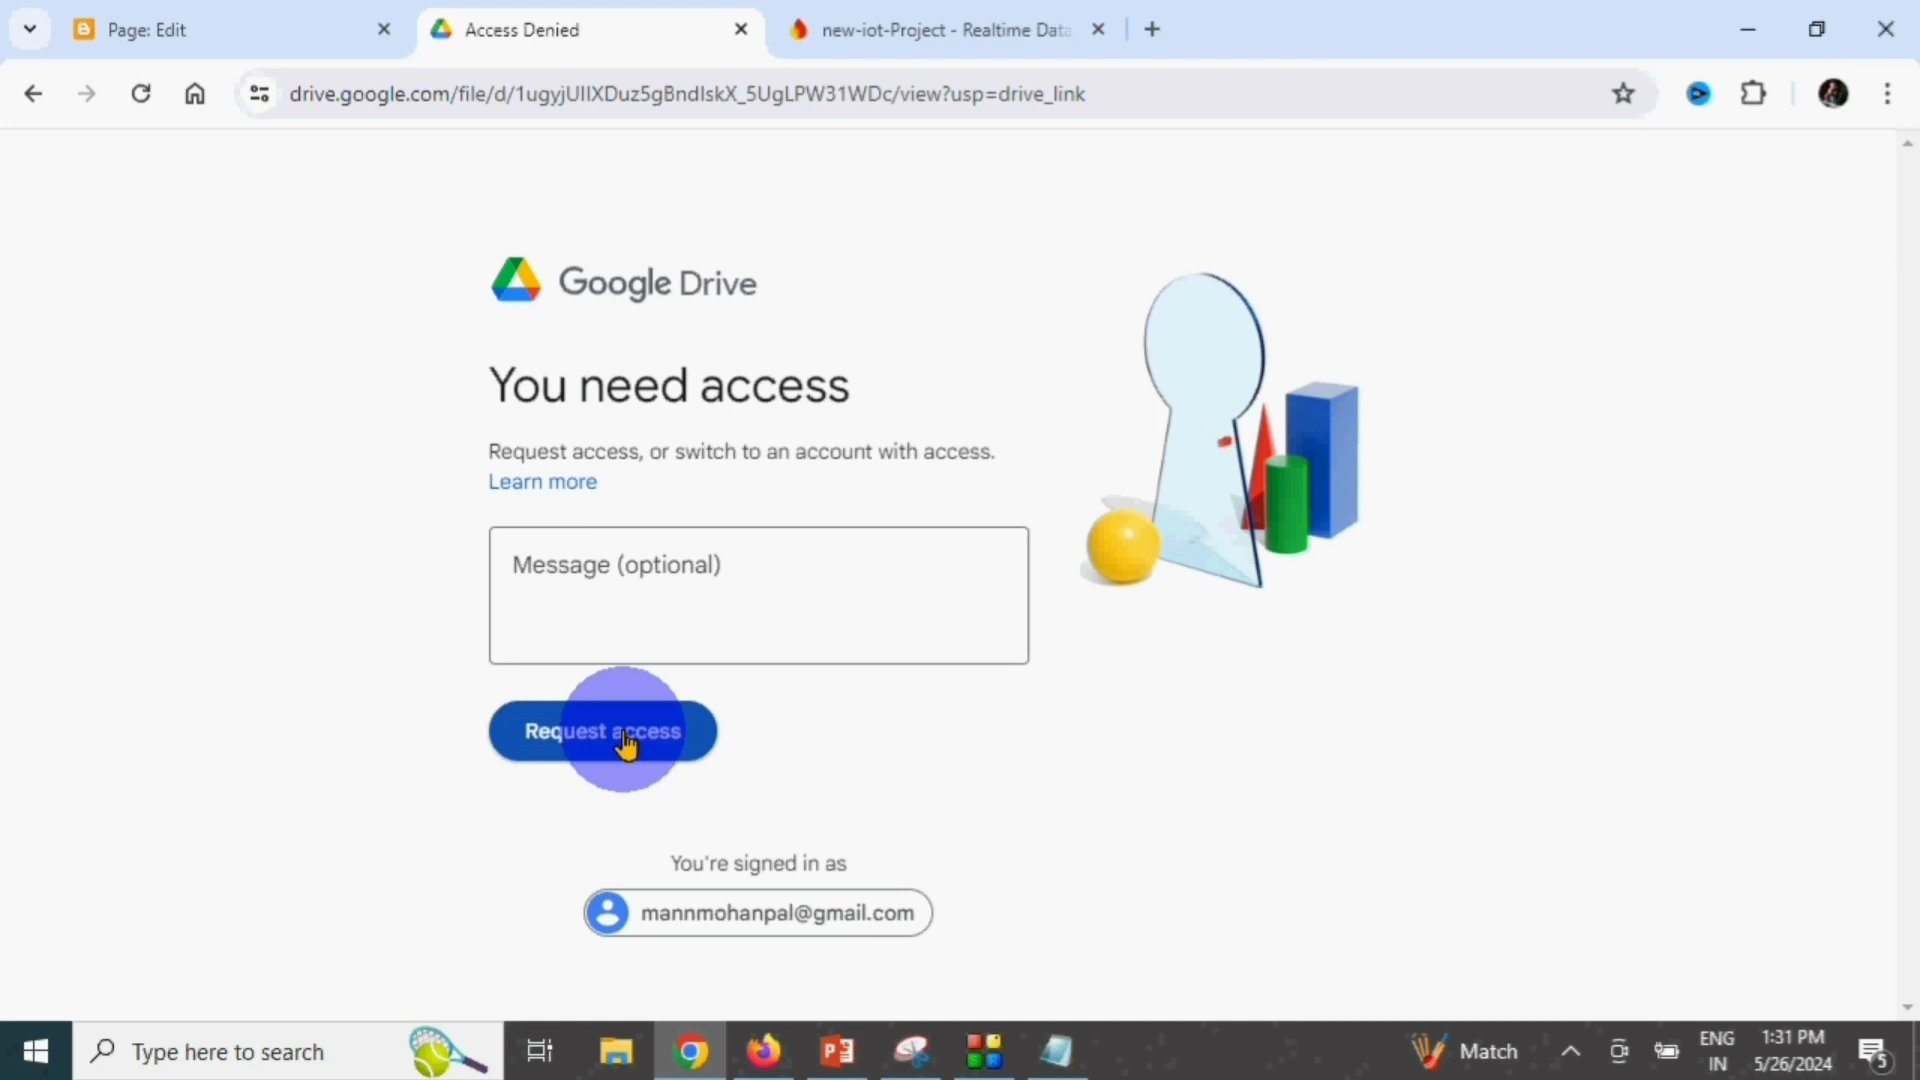 Page: Edit
Access Denied
new-iot-Project - Realtime Data
drive.google.com/file/d/1ugyjUIIXDuz5gBndIskX_5UgLPW31WDc/view?usp=drive_link
Google Drive
You need access
Request access, or switch to an account with access.
Learn more
Message (optional)
Request access
You're signed in as
mannmohanpal@gmail.com
Type here to search
Match
ENG
IN
1:31 PM
5/26/2024
5